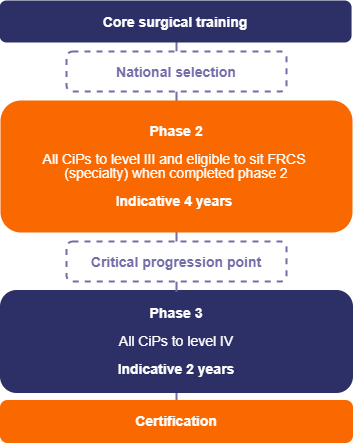 Core surgical training
National selection
Phase 2
All CiPs to level III and eligible to sit FRCS
(specialty) when completed phase 2
Indicative 4 years
Critical progression point
Phase 3
All CiPs to level IV
Indicative 2 years
Certification